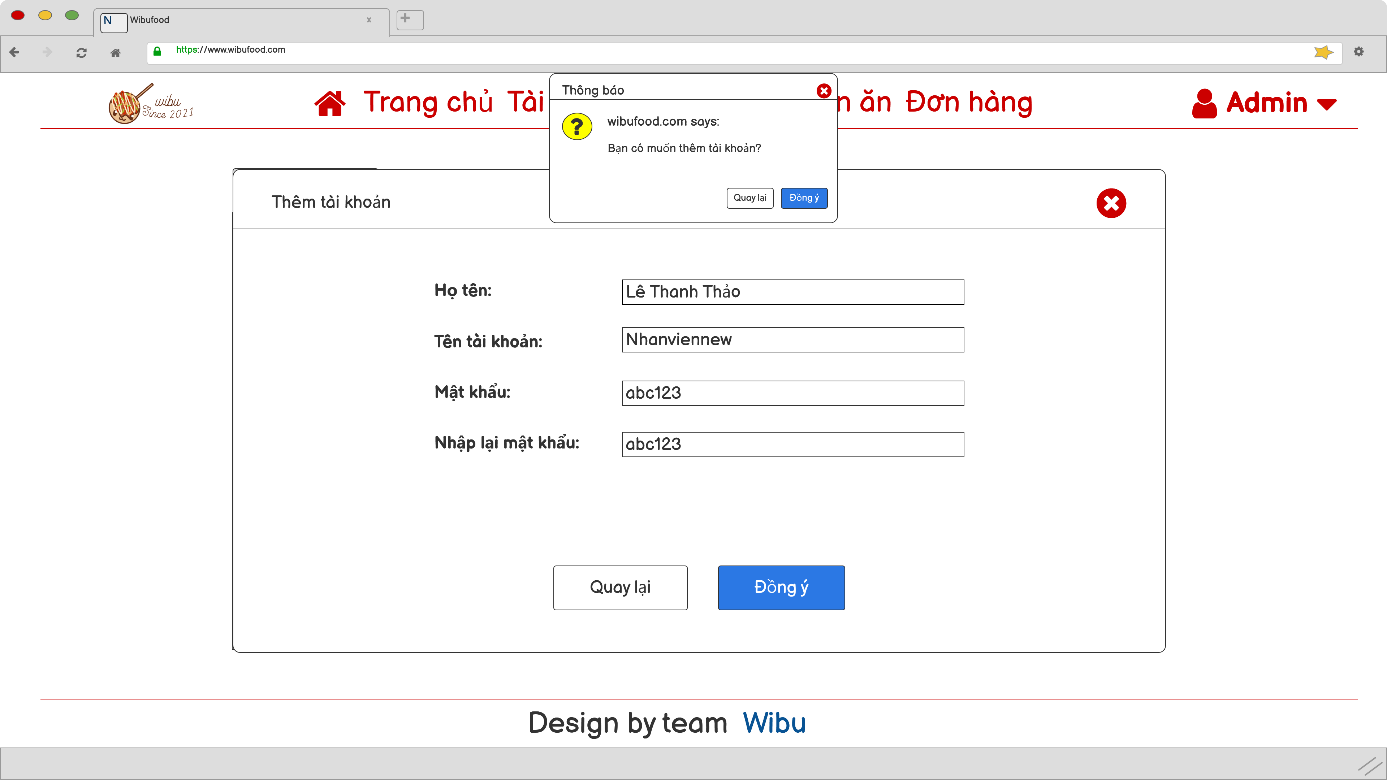 N Wibufood
https://www.wibufood.com
wibu
Since 2021
Trang chủ Tài n ăn Đơn hàng
Admin
Thông báo
wibufood.com says:
Bạn có muốn thêm tài khoản?
Quay lại Đồng ý
Thêm tài khoản
Họ tên: Lê Thanh Thảo
Tên tài khoản: Nhanviennew
Mật khẩu: abc123
Nhập lại mật khẩu: abc123
Quay lại Đồng ý
Design by team Wibu